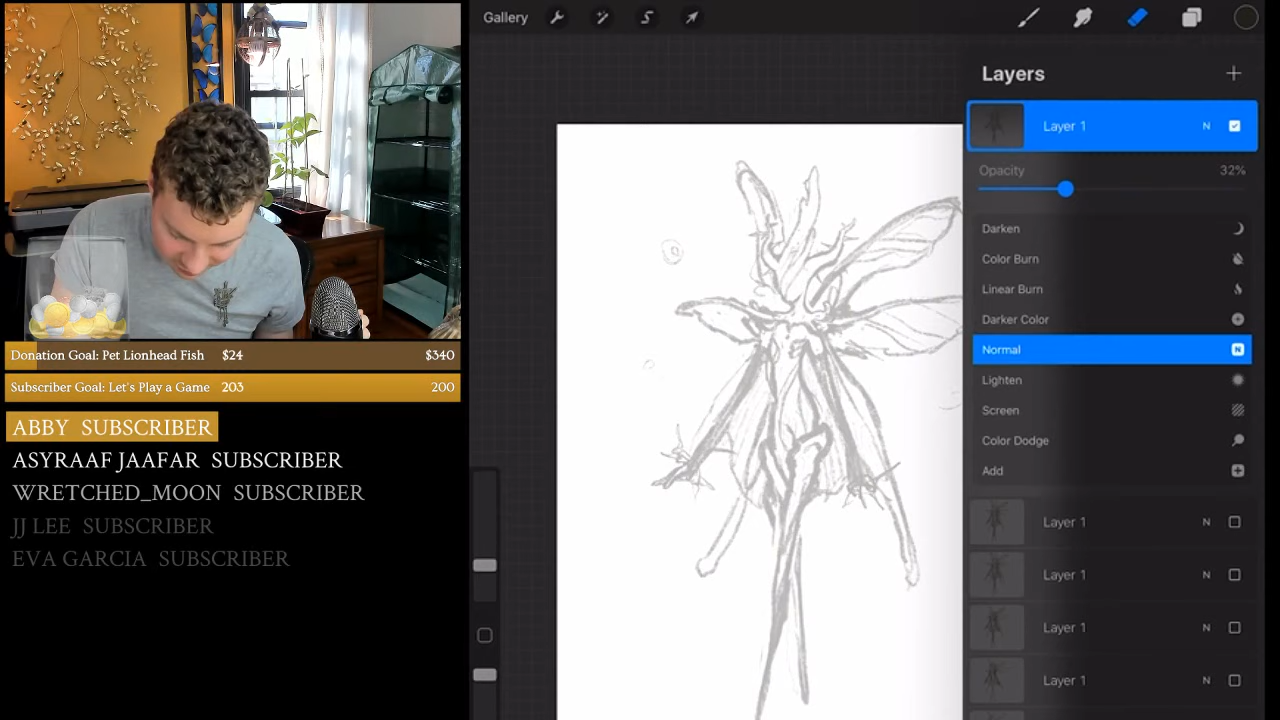 Gallery
Layers
Layer 1 N
Opacity 32%
Darken
Color Burn
Linear Burn
Darker Color
Normal N
Lighten
Screen
Color Dodge
Add
Layer 1 N
Layer 1 N
Layer 1 N
Layer 1 N
Donation Goal: Pet Lionhead Fish $24 $340
Subscriber Goal: Let's Play a Game 203 200
ABBY SUBSCRIBER
ASYRAAF JAAFAR SUBSCRIBER
WRETCHED_MOON SUBSCRIBER
JJ LEE SUBSCRIBER
EVA GARCIA SUBSCRIBER